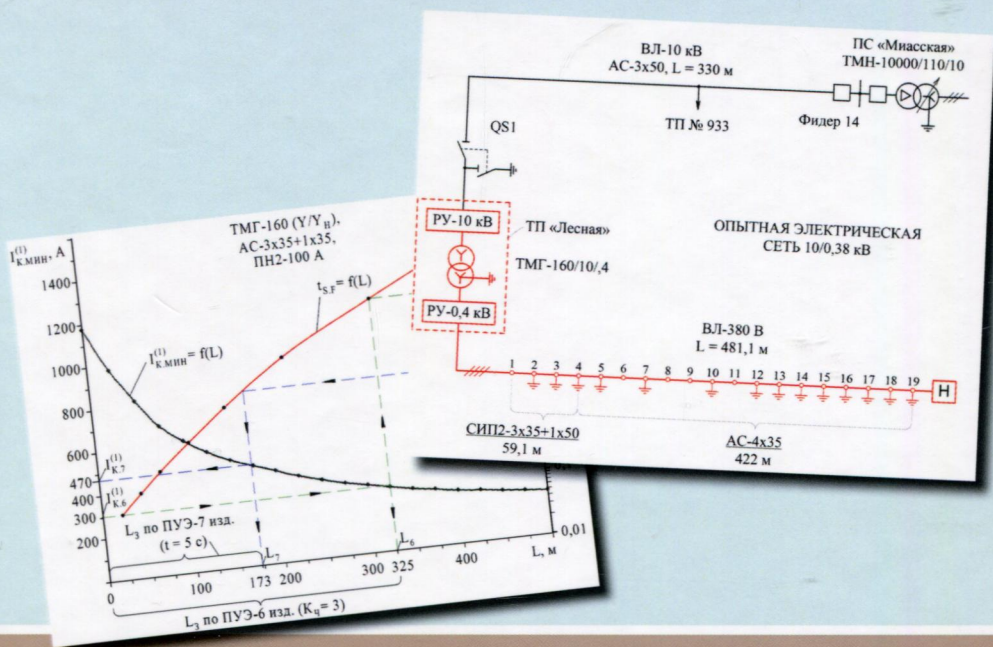 ВЛ-10 кВ
АС-3х50, L = 330 м
ПС «Миасская»
ТМН-10000/110/10
ТП № 933
Фидер 14
QS1
РУ-10 кВ
ТП «Лесная»
ТМГ-160/10/,4
РУ-0,4 кВ
ОПЫТНАЯ ЭЛЕКТРИЧЕСКАЯ
СЕТЬ 10/0,38 кВ
ВЛ-380 В
L = 481,1 м
1 2 3 4 5 6 7 8 9 10 11 12 13 14 15 16 17 18 19
Н
СИП2-3х35+1х50
59,1 м
АС-4х35
422 м
I(1)к.мин, А
ТМГ-160 (Y/Yн),
АС-3х35+1х35,
ПН2-100 А
tS.F= f(L)
I(1)к.мин= f(L)
1400
1200
1000
800
600
I(1)К.7
470
400
I(1)К.6
300
200
L3 по ПУЭ-7 изд.
(t = 5 с)
L7
L6
0,01
L, м
0 100 173 200 300 325 400
L3 по ПУЭ-6 изд. (Kч= 3)